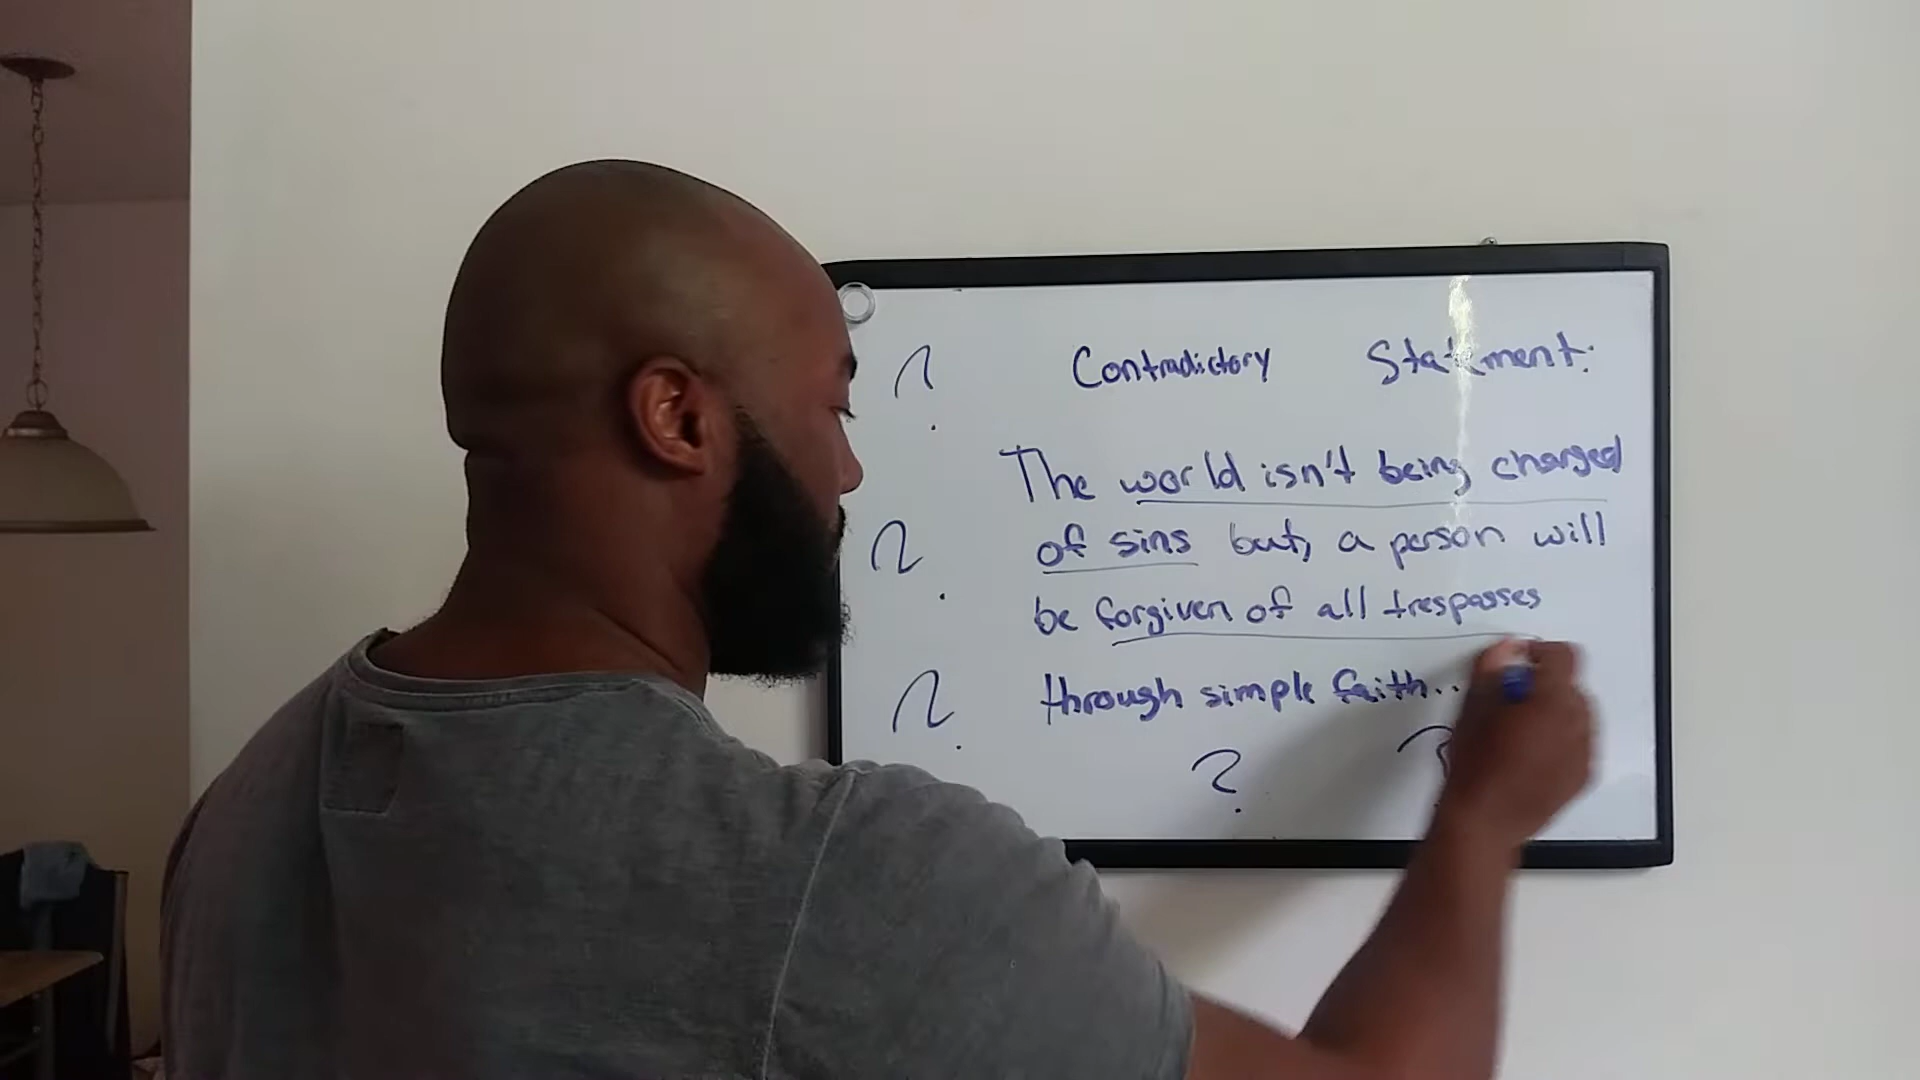 ? Contradictory Statement:
The world isn't being charged
? of sins but, a person will
be forgiven of all trespasses
? through simple faith..
? ?